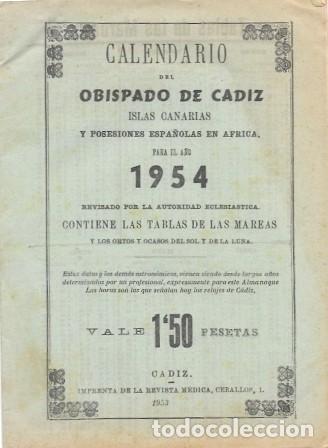 CALENDARIO
DEL
OBISPADO DE CADIZ
ISLAS CANARIAS
Y POSESIONES ESPAÑOLAS EN AFRICA,
PARA EL AÑO
1954
REVISADO POR LA AUTORIDAD ECLESIASTICA.
CONTIENE LAS TABLAS DE LAS MAREAS
Y LOS ORTOS Y OCASOS DEL SOL Y DE LA LUNA.
Estos datos y los demás astronómicos, vienen siendo desde largos años
determinados por un profesional, expresamente para este Almanaque
Las horas son las que señalan hoy los relojes de Cádiz,
VALE 1'50 PESETAS
CADIZ.
IMPRENTA DE LA REVISTA MEDICA, CEBALLOS, 1.
1953
todocoleccion.net